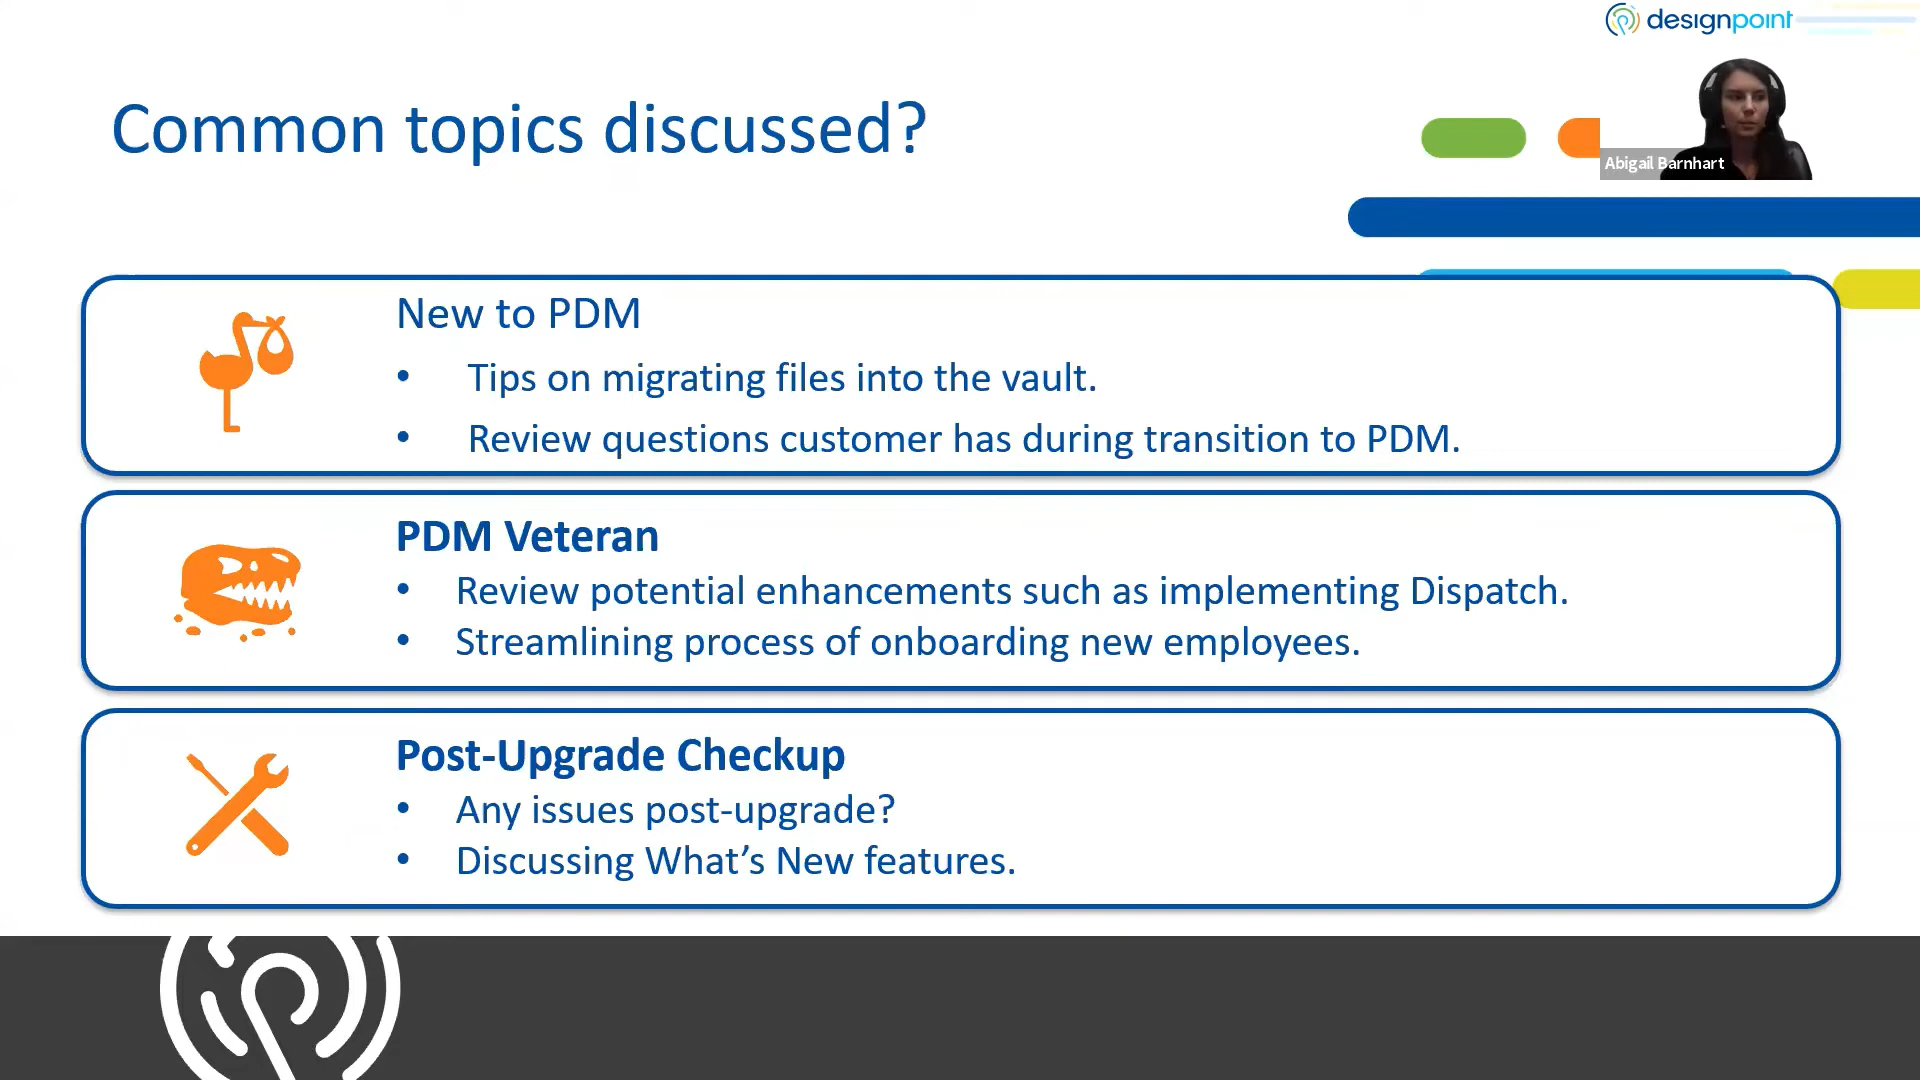 designpoint
Common topics discussed?
Abigail Barnhart
New to PDM
• Tips on migrating files into the vault.
• Review questions customer has during transition to PDM.
PDM Veteran
• Review potential enhancements such as implementing Dispatch.
• Streamlining process of onboarding new employees.
Post-Upgrade Checkup
• Any issues post-upgrade?
• Discussing What’s New features.